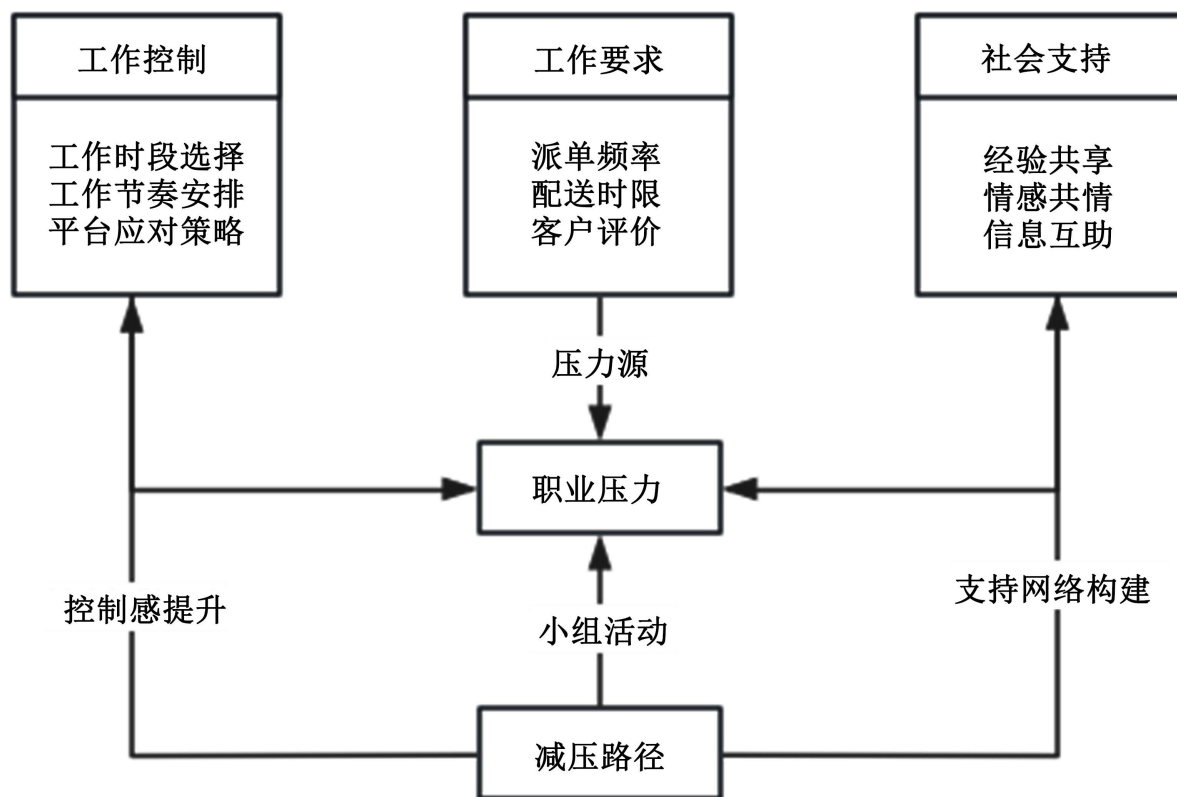 工作控制
工作时段选择
工作节奏安排
平台应对策略
工作要求
派单频率
配送时限
客户评价
社会支持
经验共享
情感共情
信息互助
压力源
职业压力
控制感提升
小组活动
支持网络构建
减压路径